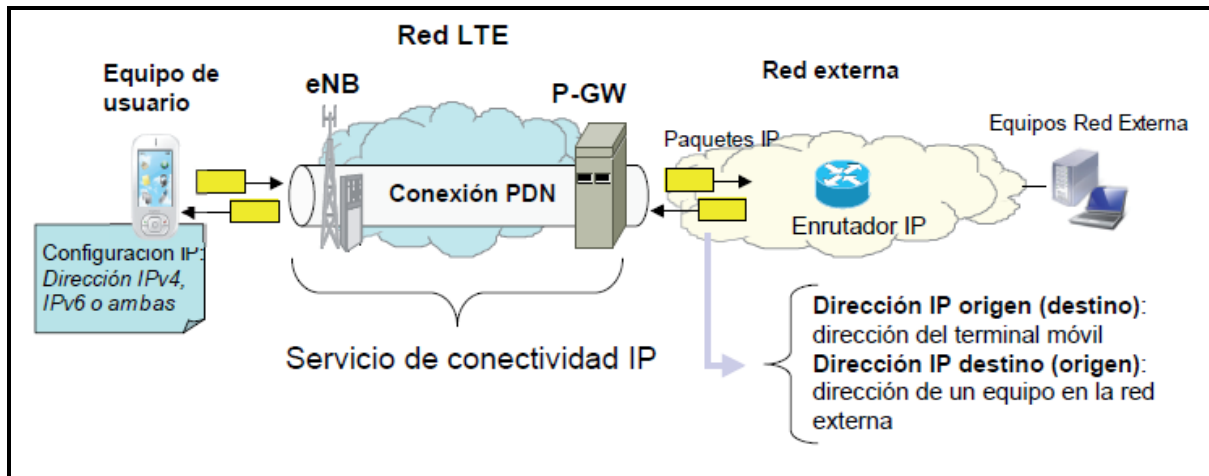 Red LTE
Equipo de
usuario
eNB
P-GW
Red externa
Paquetes IP
Equipos Red Externa
Conexión PDN
Enrutador IP
Configuracion IP:
Dirección IPv4,
IPv6 o ambas
Servicio de conectividad IP
Dirección IP origen (destino):
dirección del terminal móvil
Dirección IP destino (origen):
dirección de un equipo en la red
externa